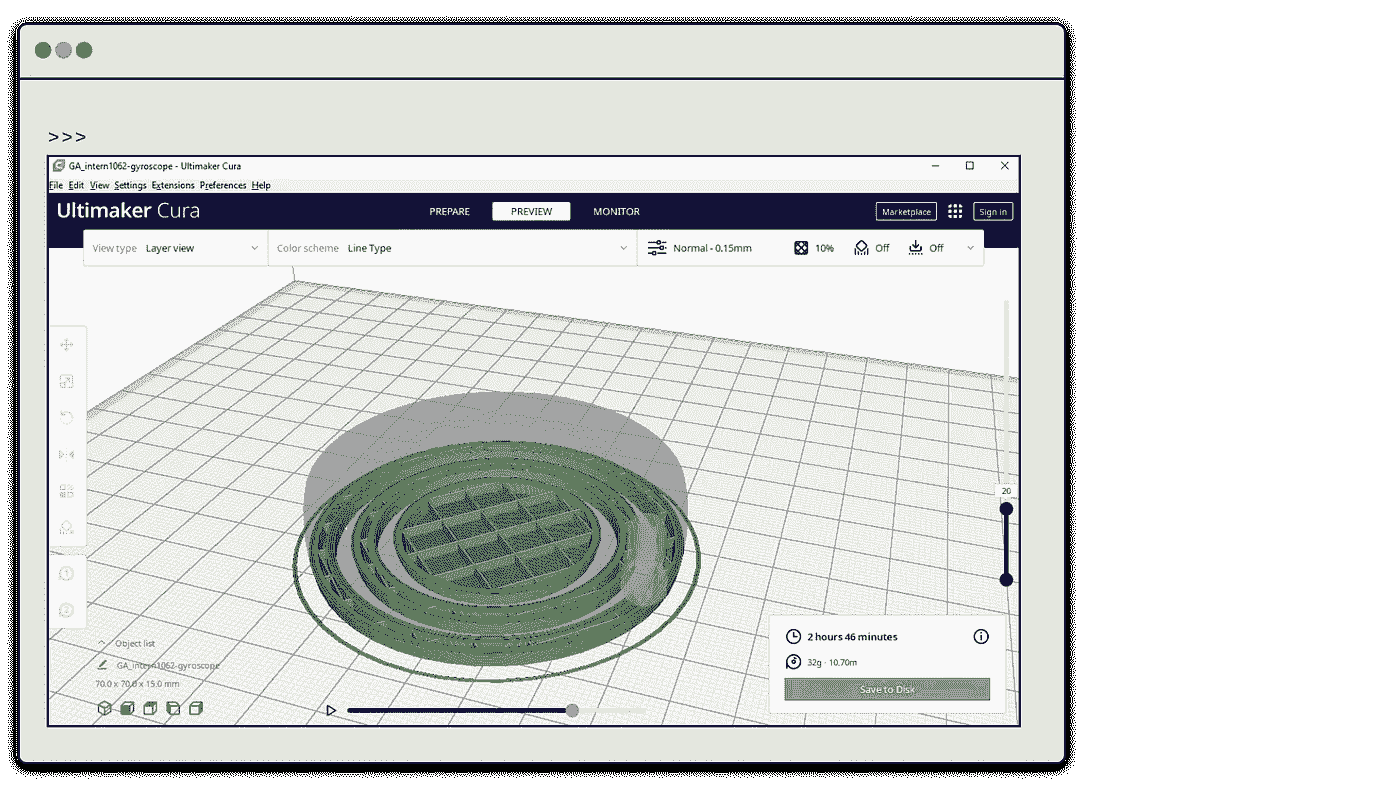 >>>
GA_intern1062-gyroscope - Ultimaker Cura
File Edit View Settings Extensions Preferences Help
Ultimaker Cura PREPARE PREVIEW MONITOR Marketplace Sign in
View type Layer view Color scheme Line Type Normal - 0.15mm 10% Off Off
20
1
2
2 hours 46 minutes
Object list
32g · 10.70m
GA_intern1062-gyroscope
70.0 x 70.0 x 15.0 mm
Save to Disk